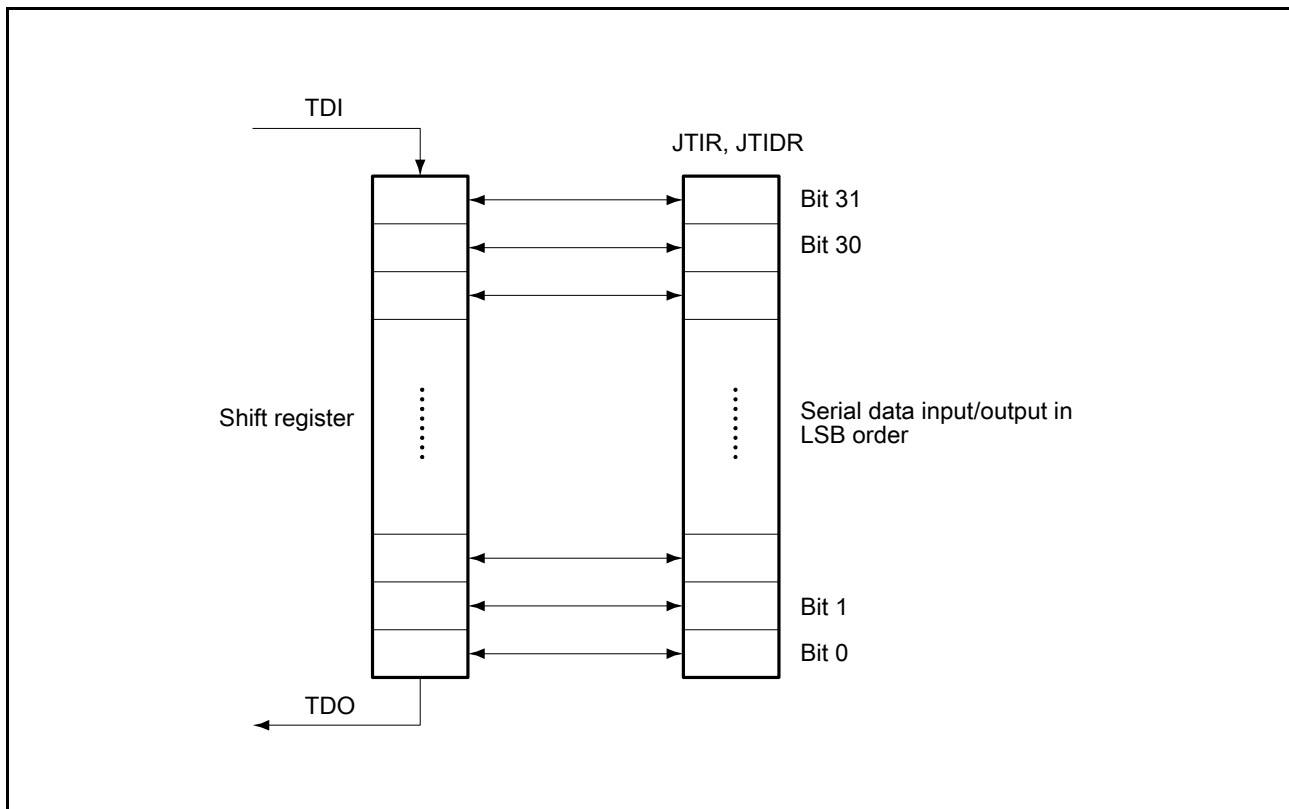 TDI
JTIR, JTIDR
Bit 31
Bit 30
Shift register
Serial data input/output in
LSB order
Bit 1
Bit 0
TDO